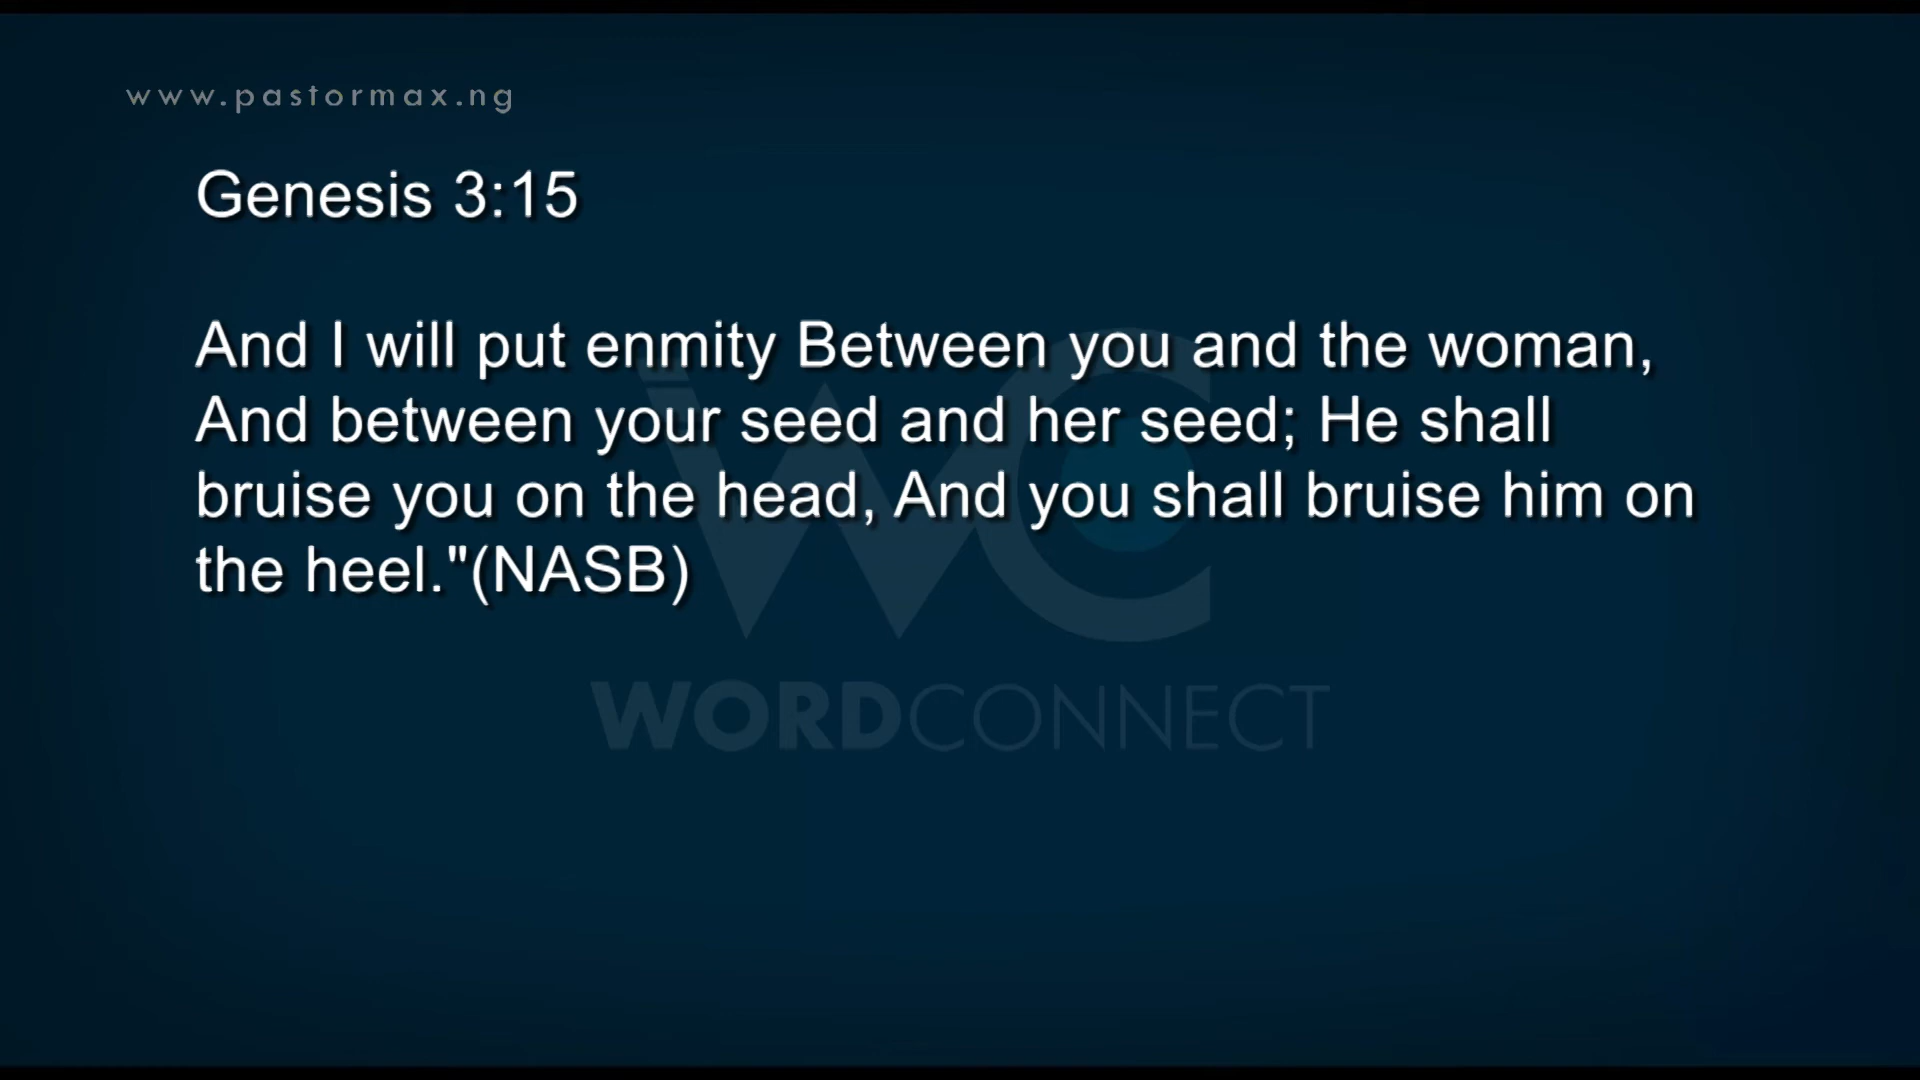 www.pastormax.ng
Genesis 3:15
And I will put enmity Between you and the woman,
And between your seed and her seed; He shall
bruise you on the head, And you shall bruise him on
the heel."(NASB)
WC
WORDCONNECT